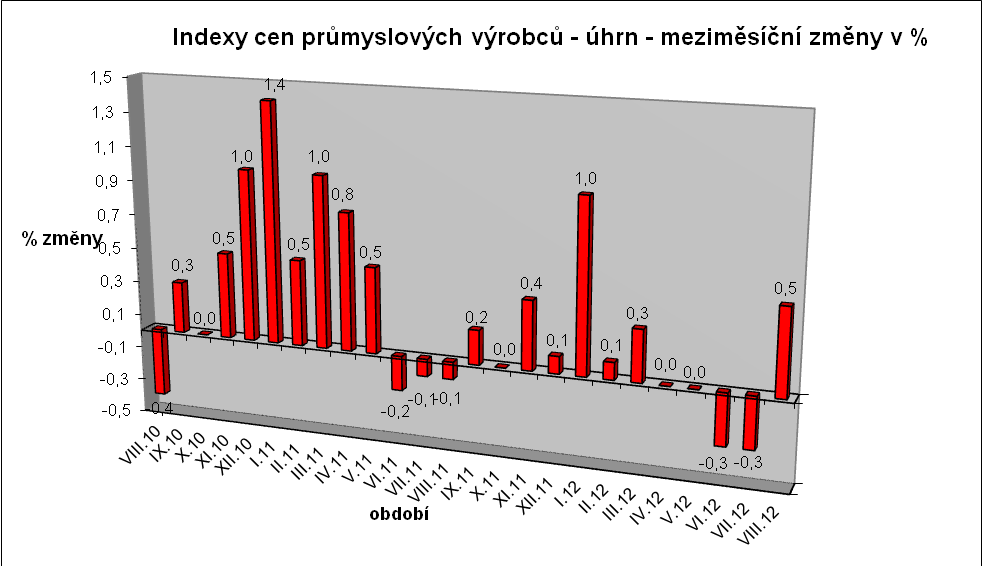 Indexy cen průmyslových výrobců - úhrn - meziměsíční změny v %
1,5
1,3
1,1
0,9
0,7
0,5
0,3
0,1
-0,1
-0,3
-0,5
% změny
-0,4
0,3
0,0
0,5
1,0
1,4
0,5
1,0
0,8
0,5
-0,2
-0,1
-0,1
0,2
0,0
0,4
0,1
1,0
0,1
0,3
0,0
0,0
-0,3
-0,3
0,5
VIII.10
IX.10
X.10
XI.10
XII.10
I.11
II.11
III.11
IV.11
V.11
VI.11
VII.11
VIII.11
IX.11
X.11
XI.11
XII.11
I.12
II.12
III.12
IV.12
V.12
VI.12
VII.12
VIII.12
období